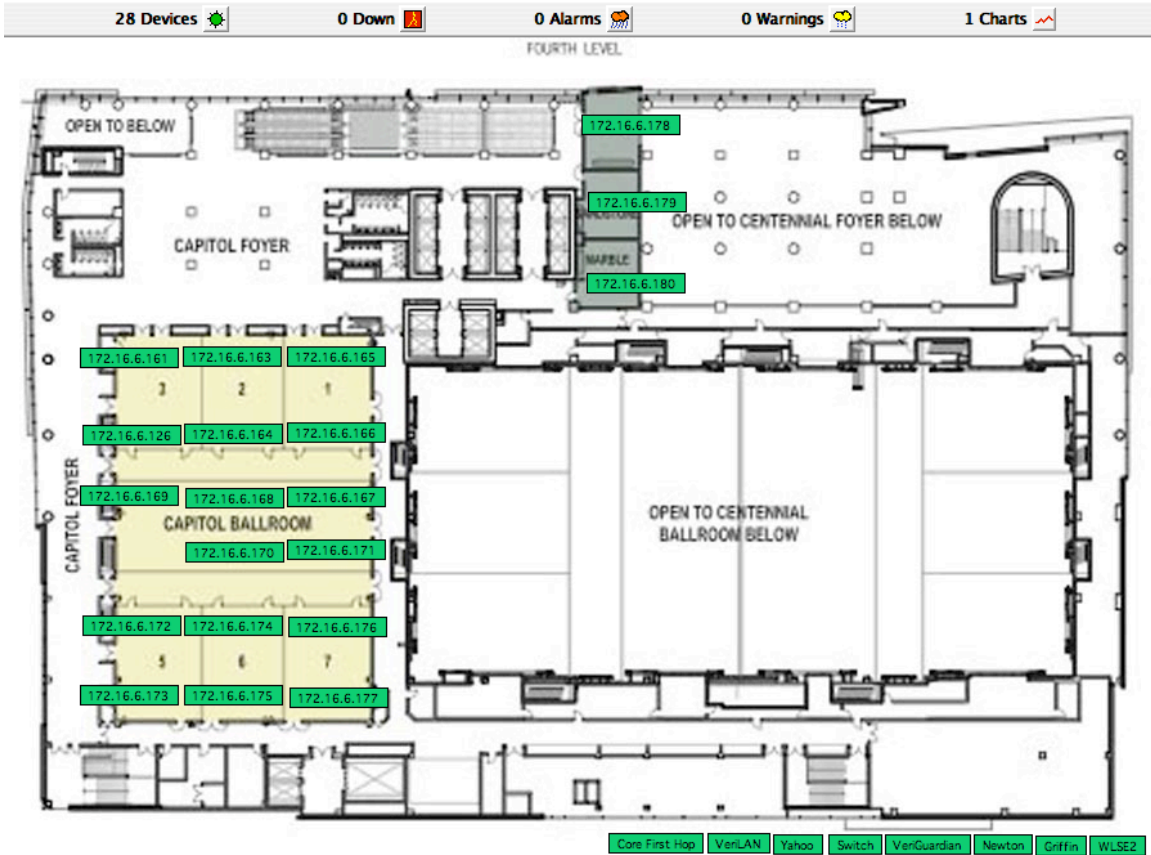 28 Devices 0 Down 0 Alarms 0 Warnings 1 Charts
FOURTH LEVEL
OPEN TO BELOW
172.16.6.178
172.16.6.179
OPEN TO CENTENNIAL FOYER BELOW
CAPITOL FOYER
MARBLE
172.16.6.180
172.16.6.161 172.16.6.163 172.16.6.165
3 2 1
172.16.6.126 172.16.6.164 172.16.6.166
CAPITOL FOYER
172.16.6.169 172.16.6.168 172.16.6.167
CAPITOL BALLROOM
OPEN TO CENTENNIAL
BALLROOM BELOW
172.16.6.170 172.16.6.171
172.16.6.172 172.16.6.174 172.16.6.176
5 6 7
172.16.6.173 172.16.6.175 172.16.6.177
Core First Hop VeriLAN Yahoo Switch VeriGuardian Newton Griffin WLSE2